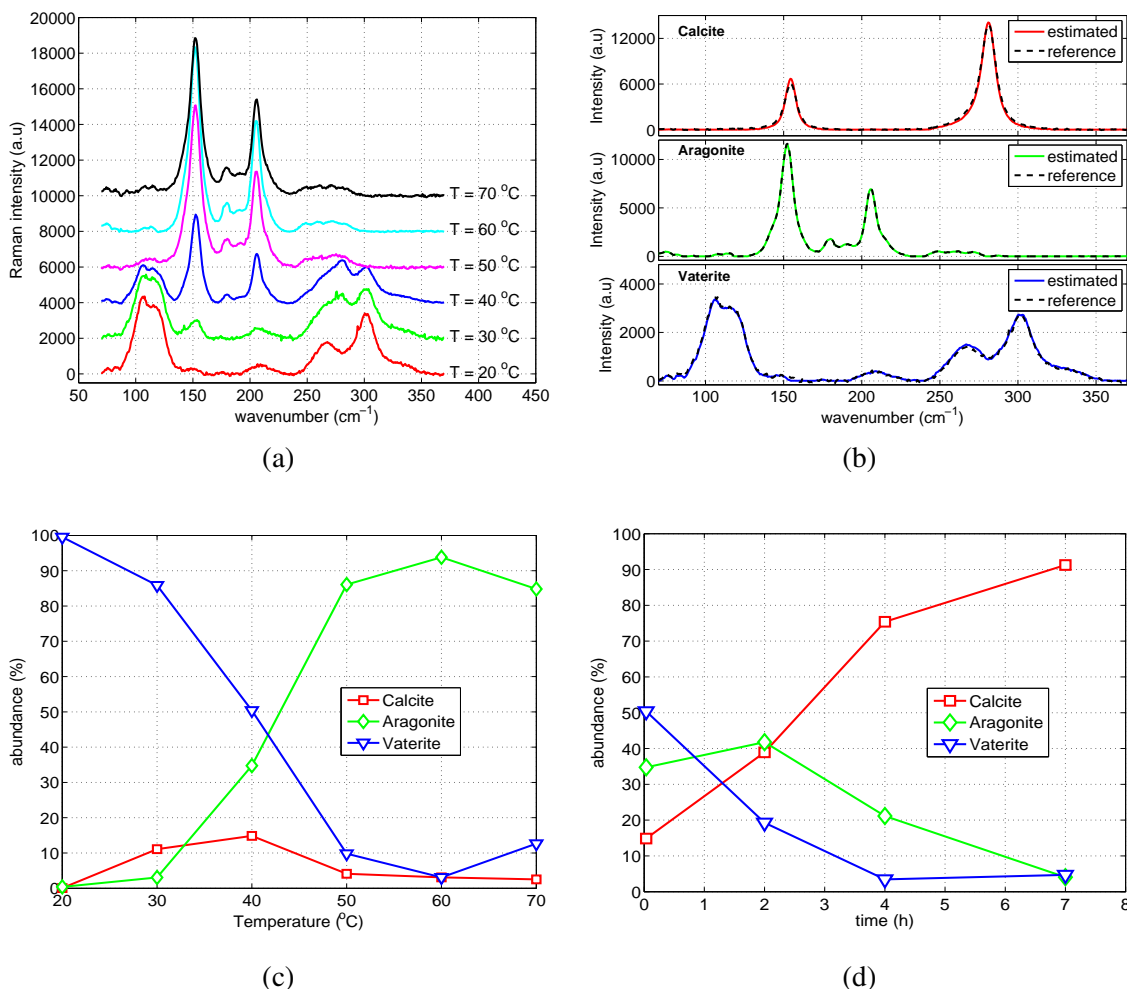 20000
18000
16000
14000
12000
10000
8000
6000
4000
2000
0
Raman intensity (a.u)
T = 70 °C
T = 60 °C
T = 50 °C
T = 40 °C
T = 30 °C
T = 20 °C
50 100 150 200 250 300 350 400 450
wavenumber (cm⁻¹)
(a)
Calcite
12000
6000
0
Intensity (a.u)
estimated
reference
Aragonite
10000
5000
0
Intensity (a.u)
estimated
reference
Vaterite
4000
2000
0
Intensity (a.u)
estimated
reference
100 150 200 250 300 350
wavenumber (cm⁻¹)
(b)
100
90
80
70
60
50
40
30
20
10
0
abundance (%)
Calcite
Aragonite
Vaterite
20 30 40 50 60 70
Temperature (°C)
(c)
100
90
80
70
60
50
40
30
20
10
0
abundance (%)
Calcite
Aragonite
Vaterite
0 1 2 3 4 5 6 7 8
time (h)
(d)